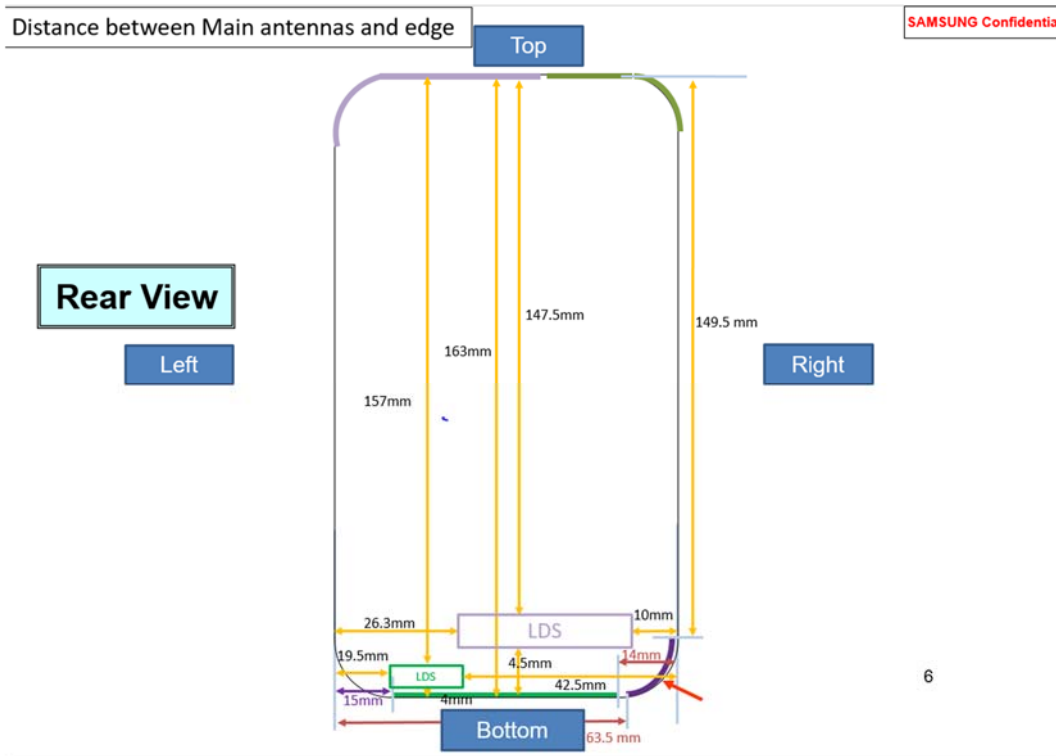 Distance between Main antennas and edge
SAMSUNG Confidentia
Top
Rear View
Left
Right
147.5mm
149.5 mm
163mm
157mm
26.3mm
LDS
10mm
19.5mm
LDS
4.5mm
14mm
42.5mm
15mm
4mm
Bottom
63.5 mm
6